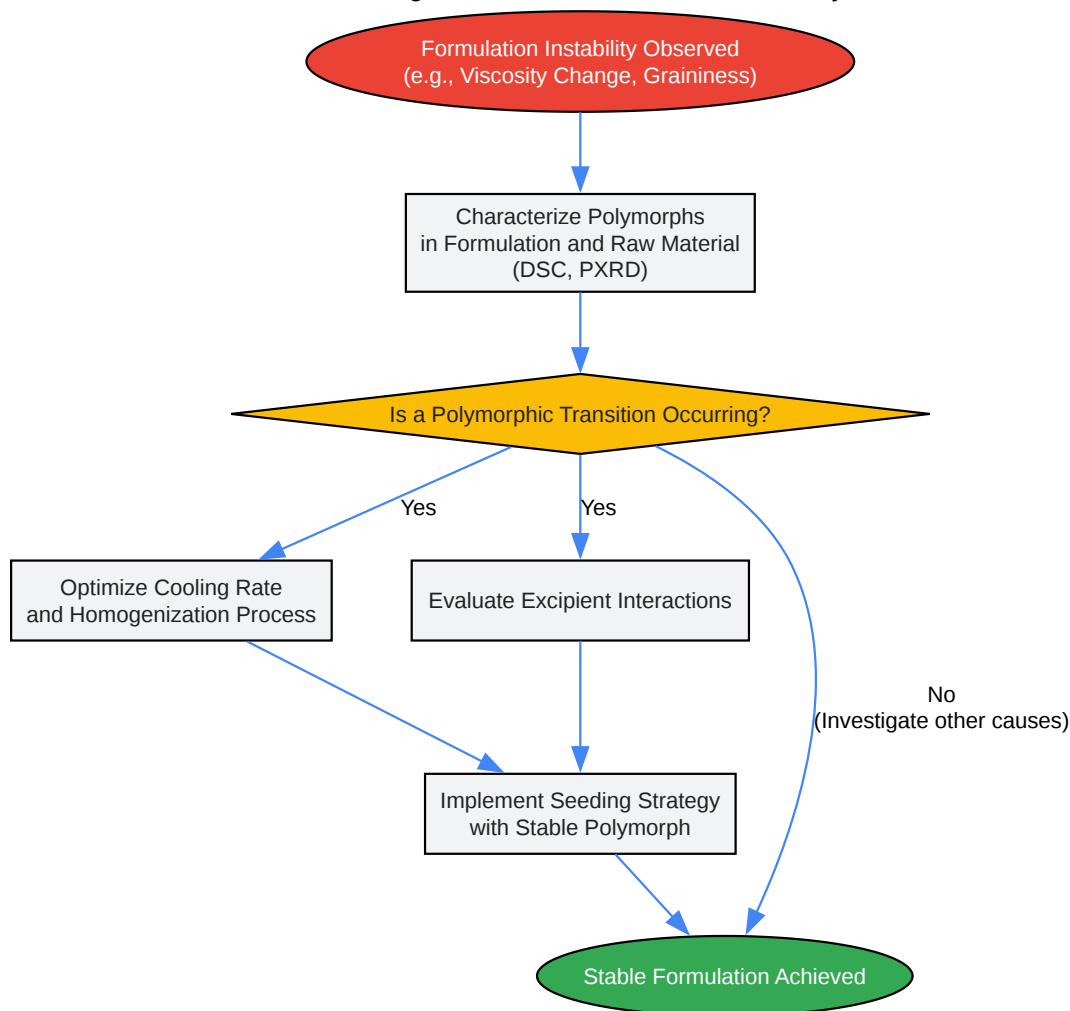 Formulation Instability Observed
(e.g., Viscosity Change, Graininess)
Characterize Polymorphs
in Formulation and Raw Material
(DSC, PXRD)
Is a Polymorphic Transition Occurring?
Yes
Yes
Optimize Cooling Rate
and Homogenization Process
Evaluate Excipient Interactions
No
(Investigate other causes)
Implement Seeding Strategy
with Stable Polymorph
Stable Formulation Achieved